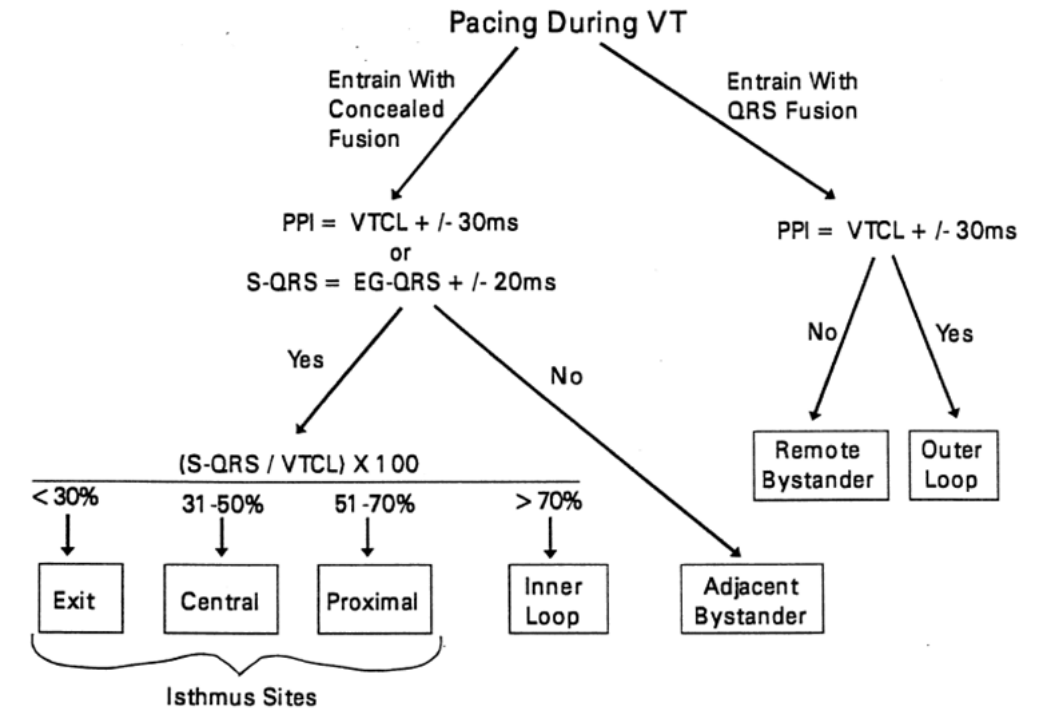 Pacing During VT
Entrain With
Concealed
Fusion
Entrain With
QRS Fusion
PPI = VTCL + /- 30ms
or
S-QRS = EG-QRS + /- 20ms
PPI = VTCL + /- 30ms
Yes
No
No
Yes
Remote
Bystander
Outer
Loop
(S-QRS / VTCL) X 100
< 30%
31 -50%
51 -70%
> 70%
Exit
Central
Proximal
Inner
Loop
Adjacent
Bystander
Isthmus Sites